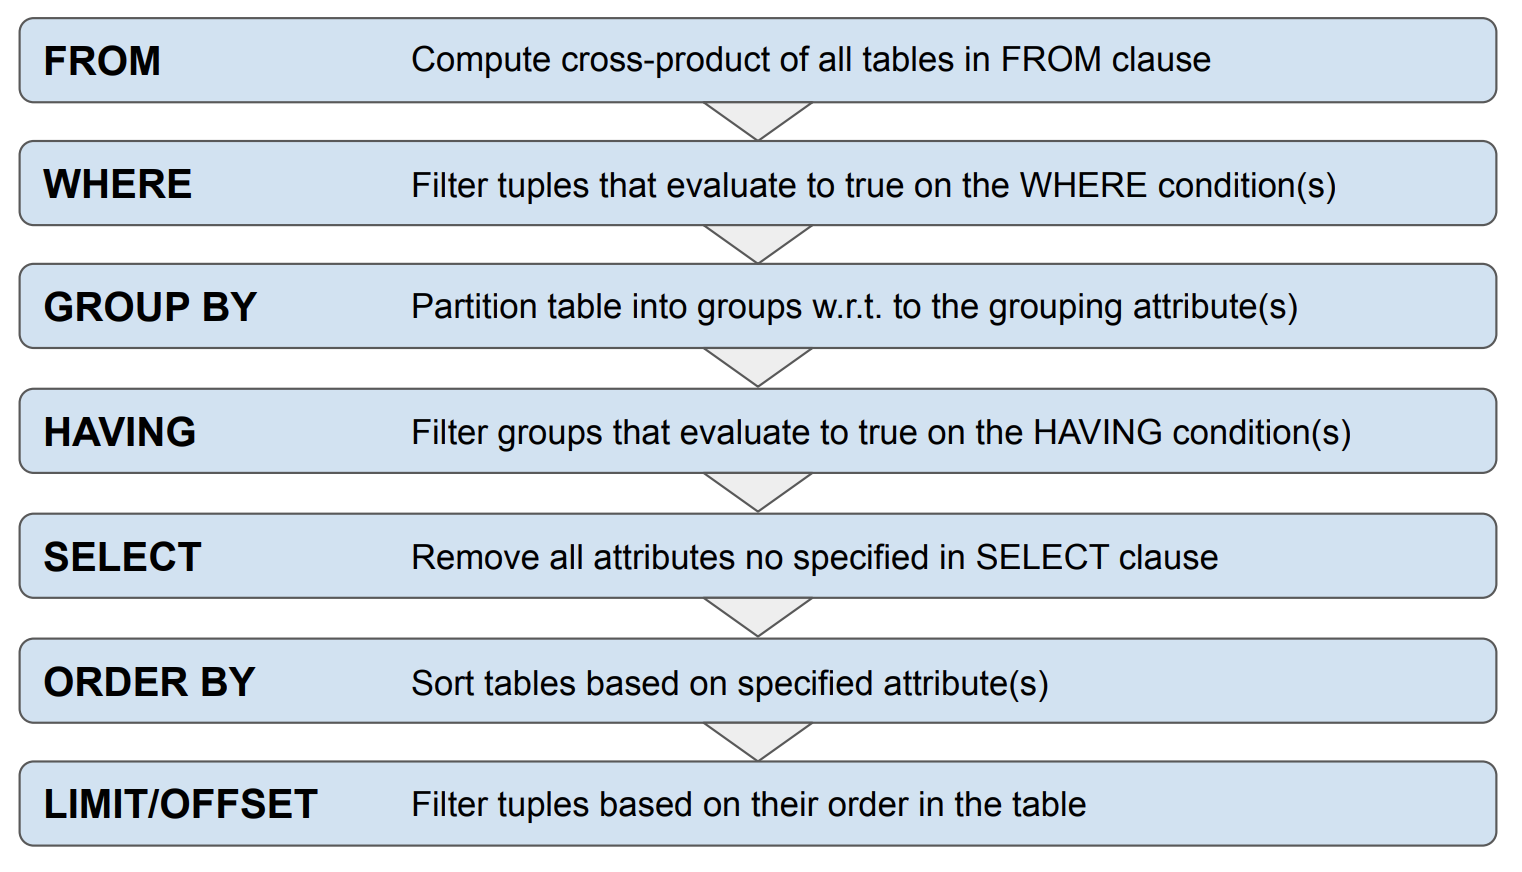 FROM Compute cross-product of all tables in FROM clause
WHERE Filter tuples that evaluate to true on the WHERE condition(s)
GROUP BY Partition table into groups w.r.t. to the grouping attribute(s)
HAVING Filter groups that evaluate to true on the HAVING condition(s)
SELECT Remove all attributes no specified in SELECT clause
ORDER BY Sort tables based on specified attribute(s)
LIMIT/OFFSET Filter tuples based on their order in the table